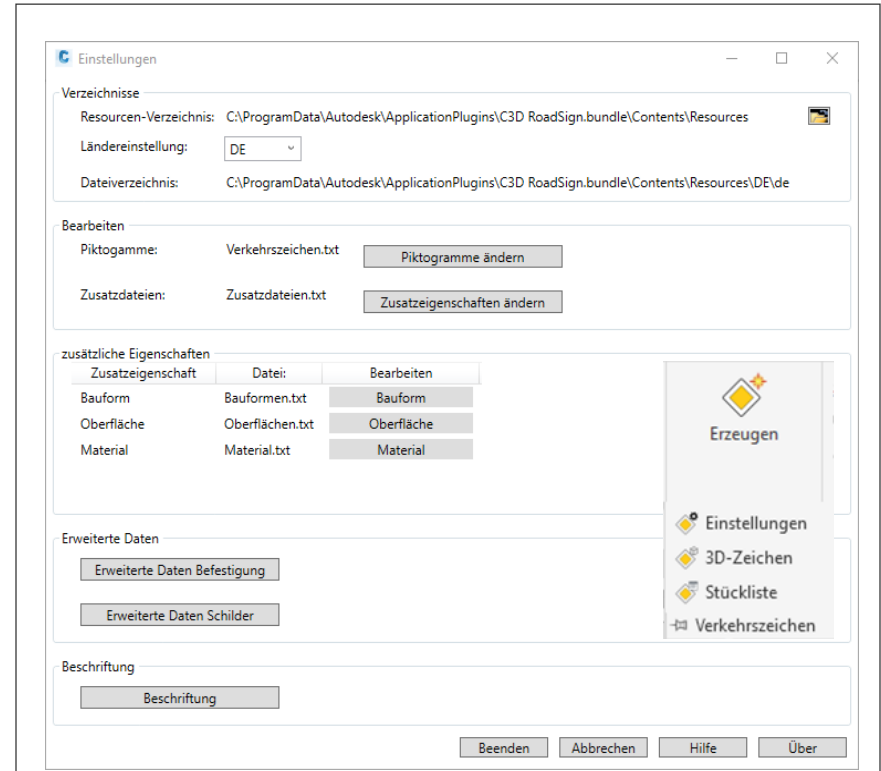 Einstellungen
Verzeichnisse
Resourcen-Verzeichnis: C:\ProgramData\Autodesk\ApplicationPlugins\C3D RoadSign.bundle\Contents\Resources
Ländereinstellung: DE
Dateiverzeichnis: C:\ProgramData\Autodesk\ApplicationPlugins\C3D RoadSign.bundle\Contents\Resources\DE\de
Bearbeiten
Piktogamme: Verkehrszeichen.txt Piktogramme ändern
Zusatzdateien: Zusatzdateien.txt Zusatzeigenschaften ändern
zusätzliche Eigenschaften
Zusatzeigenschaft Datei: Bearbeiten
Bauform Bauformen.txt Bauform
Oberfläche Oberflächen.txt Oberfläche
Material Material.txt Material
Erzeugen
Einstellungen
3D-Zeichen
Stückliste
Verkehrszeichen
Erweiterte Daten
Erweiterte Daten Befestigung
Erweiterte Daten Schilder
Beschriftung
Beschriftung
Beenden Abbrechen Hilfe Über